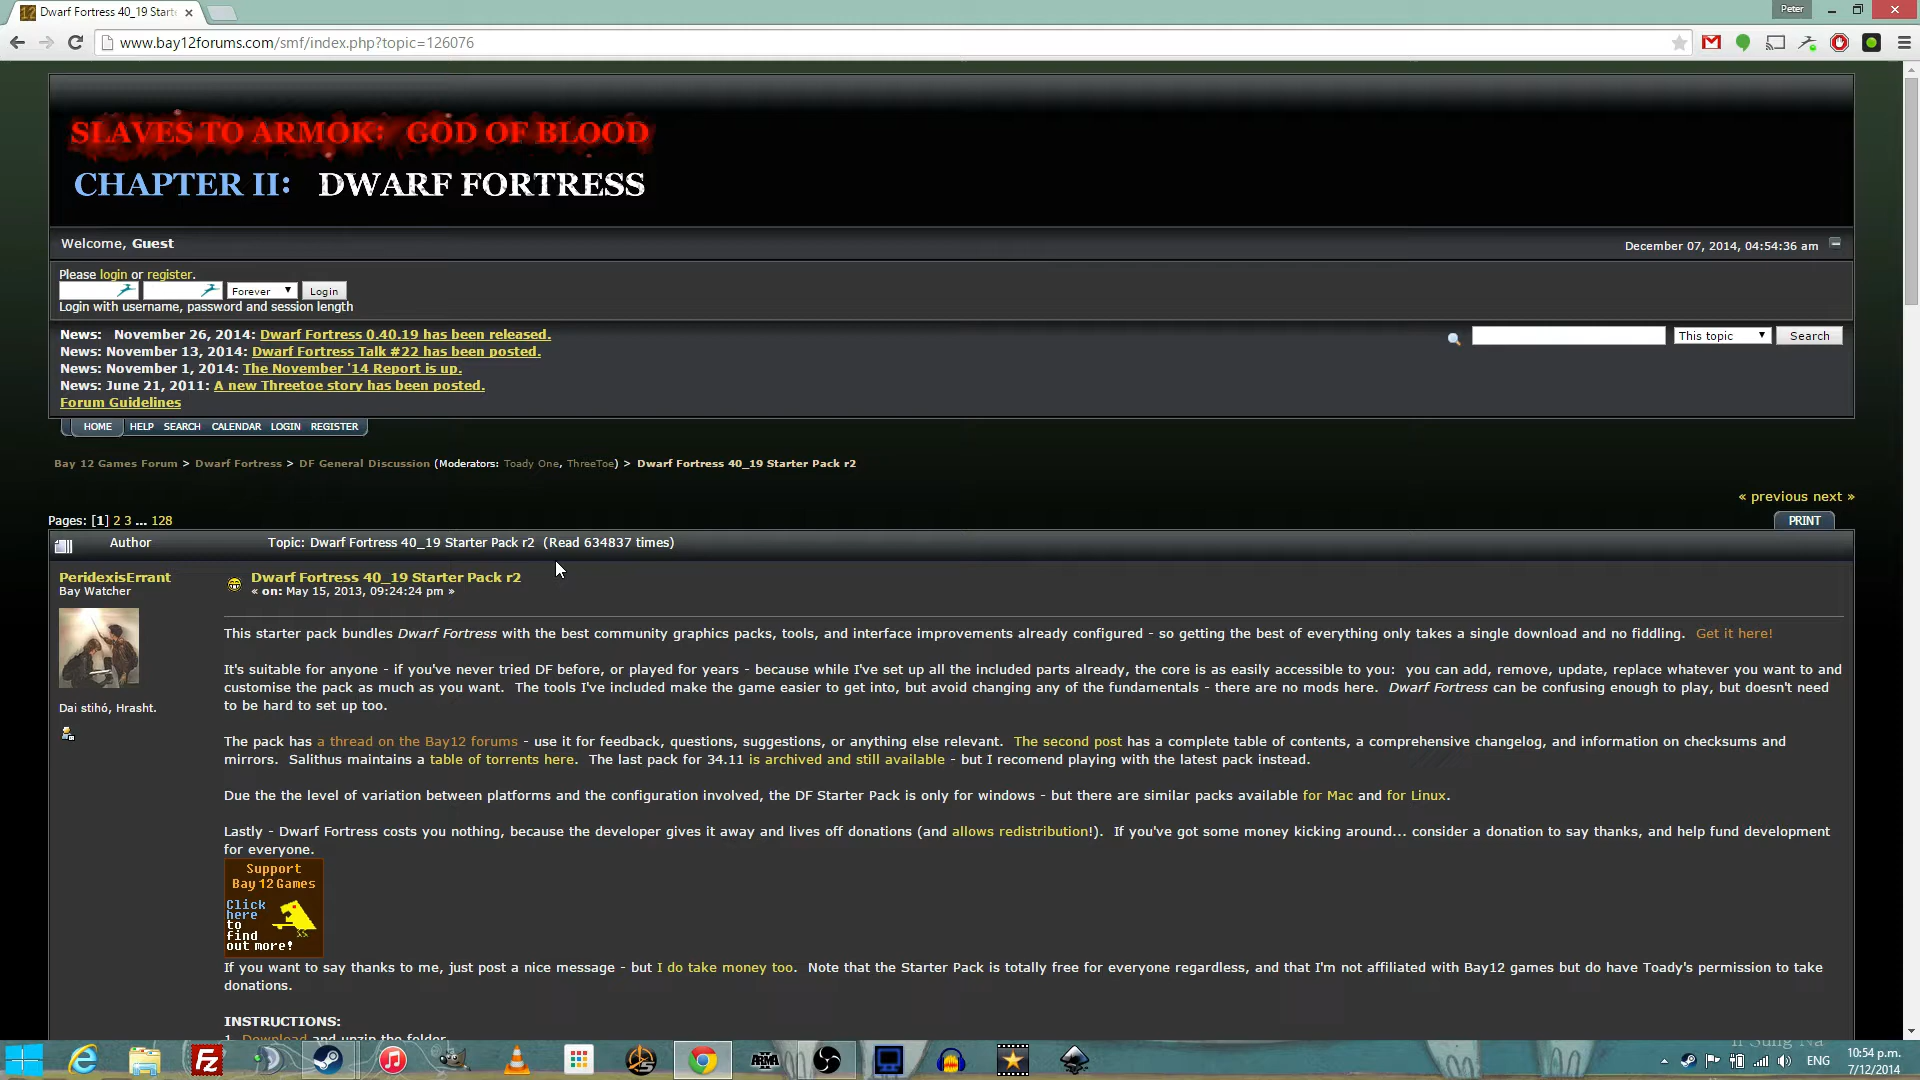 Dwarf Fortress 40_19 Start
Peter
www.bay12forums.com/smf/index.php?topic=126076
SLAVES TO ARMOK: GOD OF BLOOD
CHAPTER II: DWARF FORTRESS
Welcome, Guest
December 07, 2014, 04:54:36 am
Please login or register.
Forever Login
Login with username, password and session length
News: November 26, 2014: Dwarf Fortress 0.40.19 has been released.
This topic Search
News: November 13, 2014: Dwarf Fortress Talk #22 has been posted.
News: November 1, 2014: The November '14 Report is up.
News: June 21, 2011: A new Threetoe story has been posted.
Forum Guidelines
HOME HELP SEARCH CALENDAR LOGIN REGISTER
Bay 12 Games Forum > Dwarf Fortress > DF General Discussion (Moderators: Toady One, ThreeToe) > Dwarf Fortress 40_19 Starter Pack r2
« previous next »
Pages: [1] 2 3 ... 128
PRINT
Author Topic: Dwarf Fortress 40_19 Starter Pack r2 (Read 634837 times)
PeridexisErrant
Bay Watcher
Dai stihó, Hrasht.
Dwarf Fortress 40_19 Starter Pack r2
« on: May 15, 2013, 09:24:24 pm »
This starter pack bundles Dwarf Fortress with the best community graphics packs, tools, and interface improvements already configured - so getting the best of everything only takes a single download and no fiddling. Get it here!
It's suitable for anyone - if you've never tried DF before, or played for years - because while I've set up all the included parts already, the core is as easily accessible to you: you can add, remove, update, replace whatever you want to and
customise the pack as much as you want. The tools I've included make the game easier to get into, but avoid changing any of the fundamentals - there are no mods here. Dwarf Fortress can be confusing enough to play, but doesn't need
to be hard to set up too.
The pack has a thread on the Bay12 forums - use it for feedback, questions, suggestions, or anything else relevant. The second post has a complete table of contents, a comprehensive changelog, and information on checksums and
mirrors. Salithus maintains a table of torrents here. The last pack for 34.11 is archived and still available - but I recomend playing with the latest pack instead.
Due the the level of variation between platforms and the configuration involved, the DF Starter Pack is only for windows - but there are similar packs available for Mac and for Linux.
Lastly - Dwarf Fortress costs you nothing, because the developer gives it away and lives off donations (and allows redistribution!). If you've got some money kicking around... consider a donation to say thanks, and help fund development
for everyone.
Support
Bay 12 Games
Click
here
to
find
out more!
If you want to say thanks to me, just post a nice message - but I do take money too. Note that the Starter Pack is totally free for everyone regardless, and that I'm not affiliated with Bay12 games but do have Toady's permission to take
donations.
INSTRUCTIONS:
1. Download and unzip the folder
ARMA
ENG
10:54 p.m.
7/12/2014